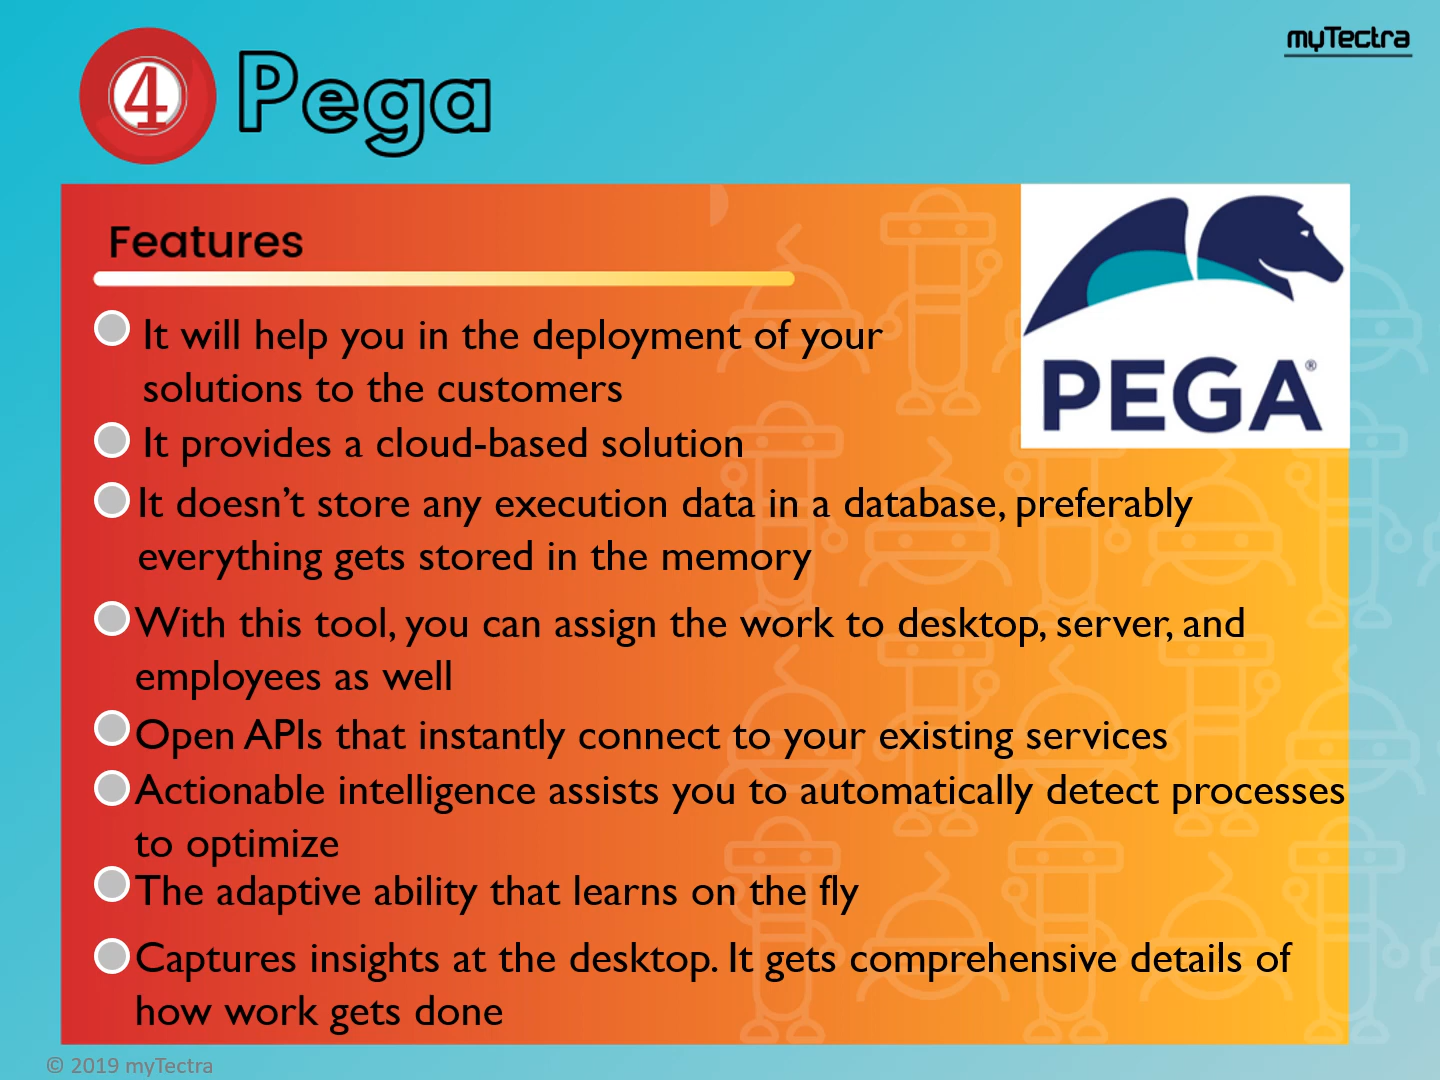 myTectra
4 Pega
Features
PEGA®
It will help you in the deployment of your
solutions to the customers
It provides a cloud-based solution
It doesn’t store any execution data in a database, preferably
everything gets stored in the memory
With this tool, you can assign the work to desktop, server, and
employees as well
Open APIs that instantly connect to your existing services
Actionable intelligence assists you to automatically detect processes
to optimize
The adaptive ability that learns on the fly
Captures insights at the desktop. It gets comprehensive details of
how work gets done
© 2019 myTectra